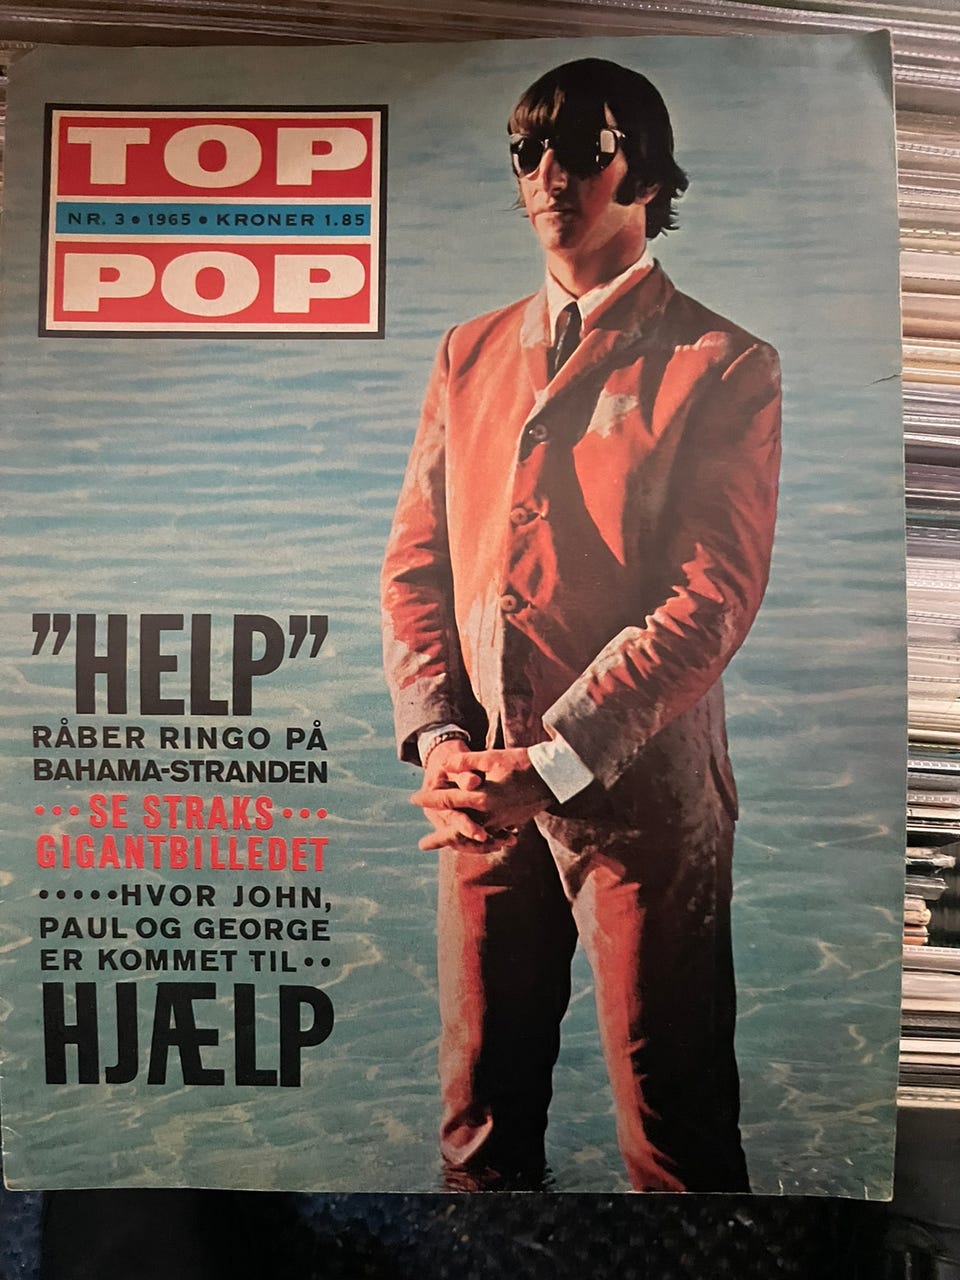 TOP
NR. 3 • 1965 • KRONER 1.85
POP
"HELP"
RÅBER RINGO PÅ
BAHAMA-STRANDEN
•••SE STRAKS•••
GIGANTBILLEDET
•••••HVOR JOHN,
PAUL OG GEORGE
ER KOMMET TIL••
HJÆLP